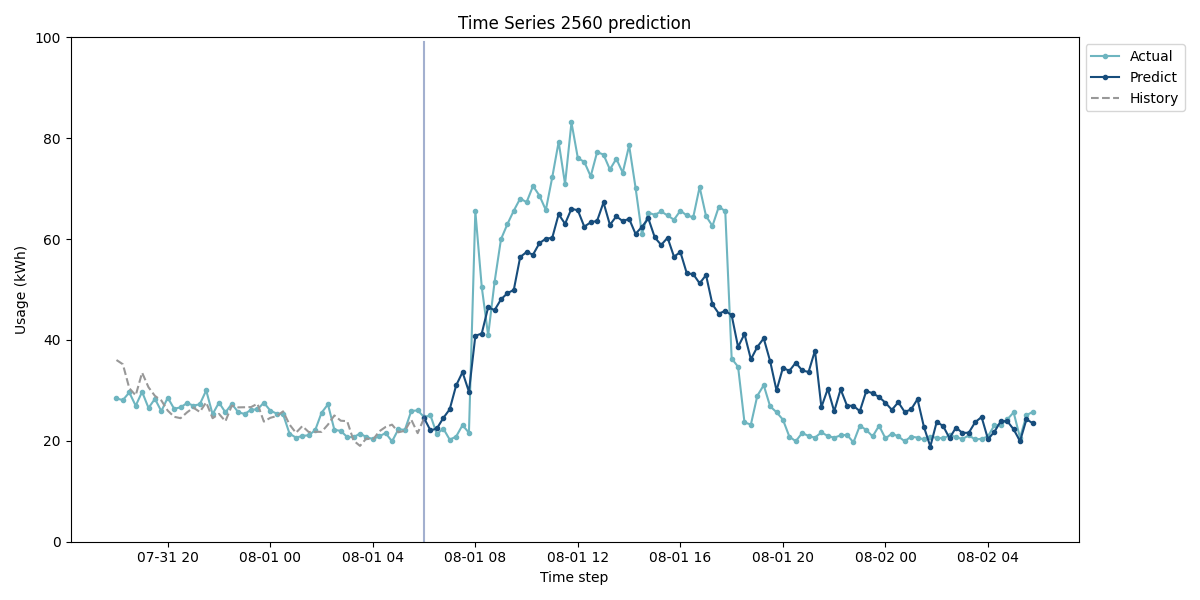 Time Series 2560 prediction
Usage (kWh)
100
80
60
40
20
0
07-31 20
08-01 00
08-01 04
08-01 08
08-01 12
08-01 16
08-01 20
08-02 00
08-02 04
Time step
Actual
Predict
History